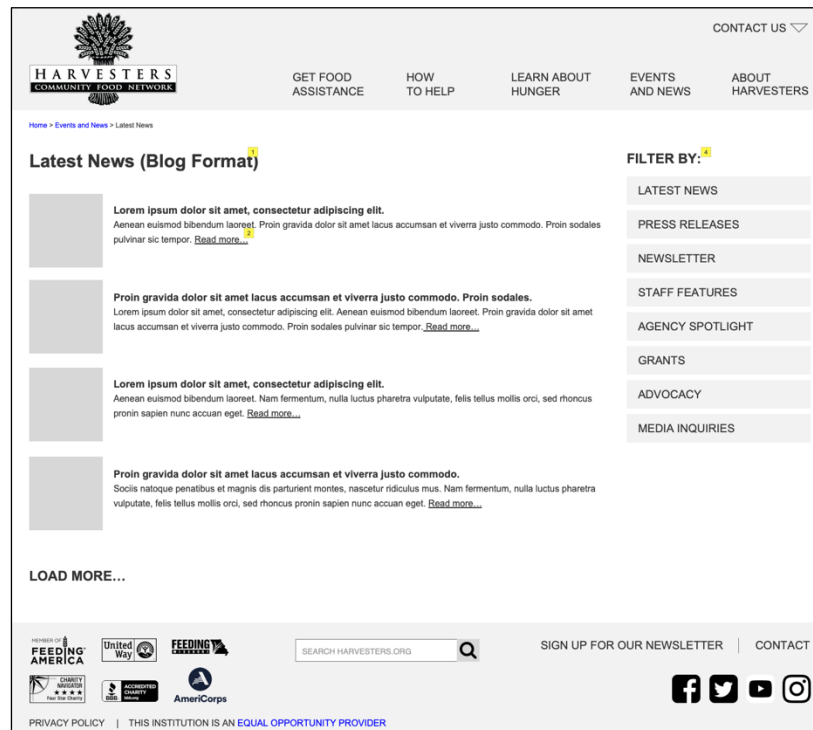 CONTACT US
HARVESTERS
COMMUNITY FOOD NETWORK
GET FOOD
ASSISTANCE
HOW
TO HELP
LEARN ABOUT
HUNGER
EVENTS
AND NEWS
ABOUT
HARVESTERS
Home > Events and News > Latest News
Latest News (Blog Format)
1
Lorem ipsum dolor sit amet, consectetur adipiscing elit.
Aenean euismod bibendum laoreet. Proin gravida dolor sit amet lacus accumsan et viverra justo commodo. Proin sodales
pulvinar sic tempor. Read more…
2
Proin gravida dolor sit amet lacus accumsan et viverra justo commodo. Proin sodales.
Lorem ipsum dolor sit amet, consectetur adipiscing elit. Aenean euismod bibendum laoreet. Proin gravida dolor sit amet
lacus accumsan et viverra justo commodo. Proin sodales pulvinar sic tempor. Read more…
Lorem ipsum dolor sit amet, consectetur adipiscing elit.
Aenean euismod bibendum laoreet. Nam fermentum, nulla luctus pharetra vulputate, felis tellus mollis orci, sed rhoncus
pronin sapien nunc accuan eget. Read more…
Proin gravida dolor sit amet lacus accumsan et viverra justo commodo.
Sociis natoque penatibus et magnis dis parturient montes, nascetur ridiculus mus. Nam fermentum, nulla luctus pharetra
vulputate, felis tellus mollis orci, sed rhoncus pronin sapien nunc accuan eget. Read more…
LOAD MORE…
FILTER BY:
4
LATEST NEWS
PRESS RELEASES
NEWSLETTER
STAFF FEATURES
AGENCY SPOTLIGHT
GRANTS
ADVOCACY
MEDIA INQUIRIES
MEMBER OF
FEEDING
AMERICA
United
Way
FEEDING
MISSOURI
CHARITY
NAVIGATOR
Four Star Charity
BBB
ACCREDITED
CHARITY
bbb.org
AmeriCorps
SEARCH HARVESTERS.ORG
SIGN UP FOR OUR NEWSLETTER | CONTACT
PRIVACY POLICY | THIS INSTITUTION IS AN EQUAL OPPORTUNITY PROVIDER